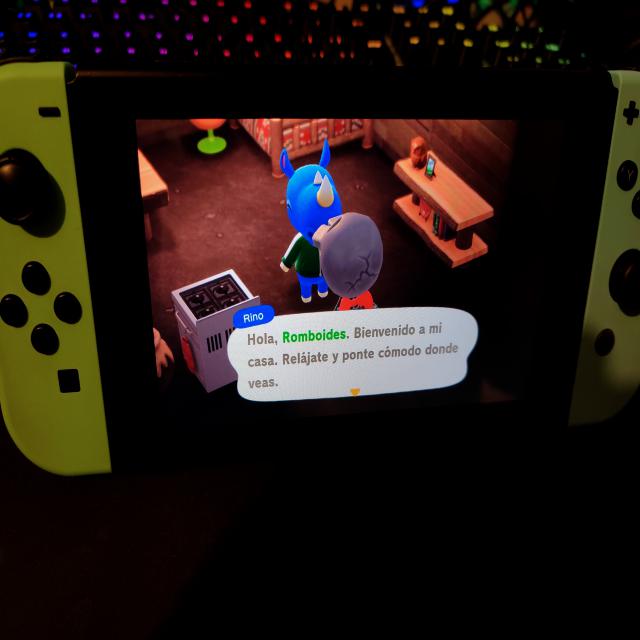 Rino
Hola, Romboides. Bienvenido a mi
casa. Relájate y ponte cómodo donde
veas.